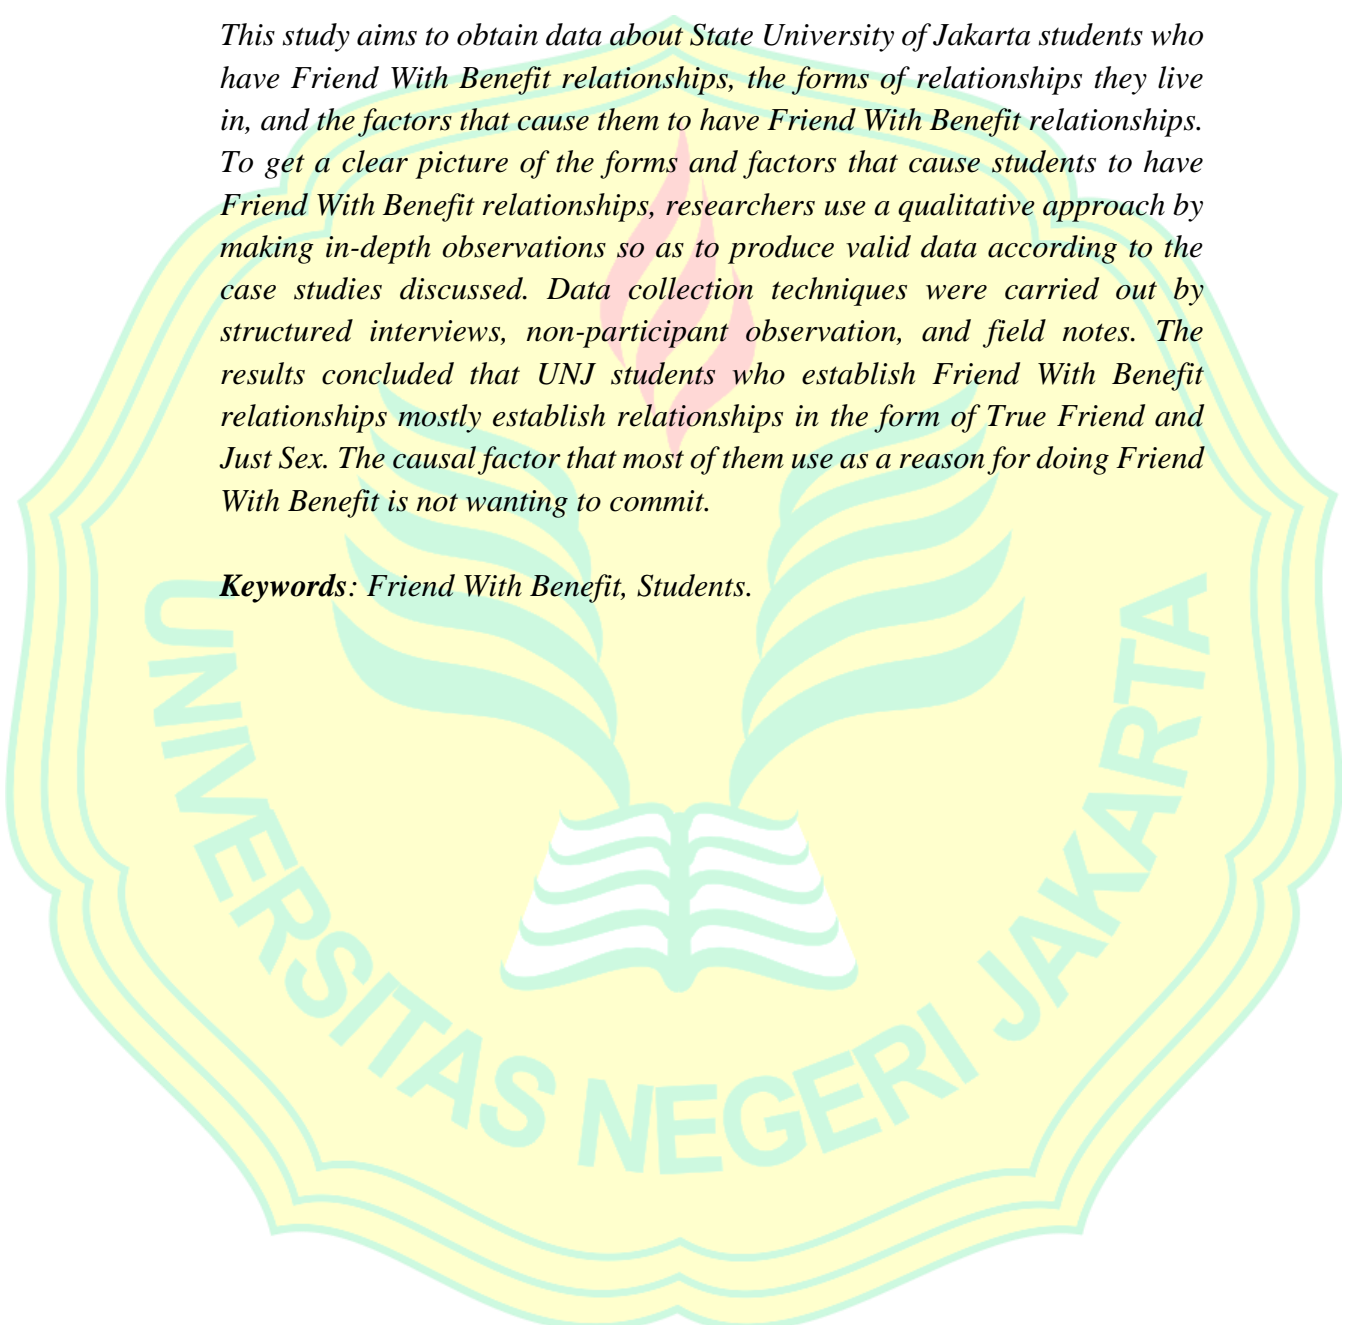 This study aims to obtain data about State University of Jakarta students who
have Friend With Benefit relationships, the forms of relationships they live
in, and the factors that cause them to have Friend With Benefit relationships.
To get a clear picture of the forms and factors that cause students to have
Friend With Benefit relationships, researchers use a qualitative approach by
making in-depth observations so as to produce valid data according to the
case studies discussed. Data collection techniques were carried out by
structured interviews, non-participant observation, and field notes. The
results concluded that UNJ students who establish Friend With Benefit
relationships mostly establish relationships in the form of True Friend and
Just Sex. The causal factor that most of them use as a reason for doing Friend
With Benefit is not wanting to commit.
Keywords: Friend With Benefit, Students.
UNIVERSITAS NEGERI JAKARTA